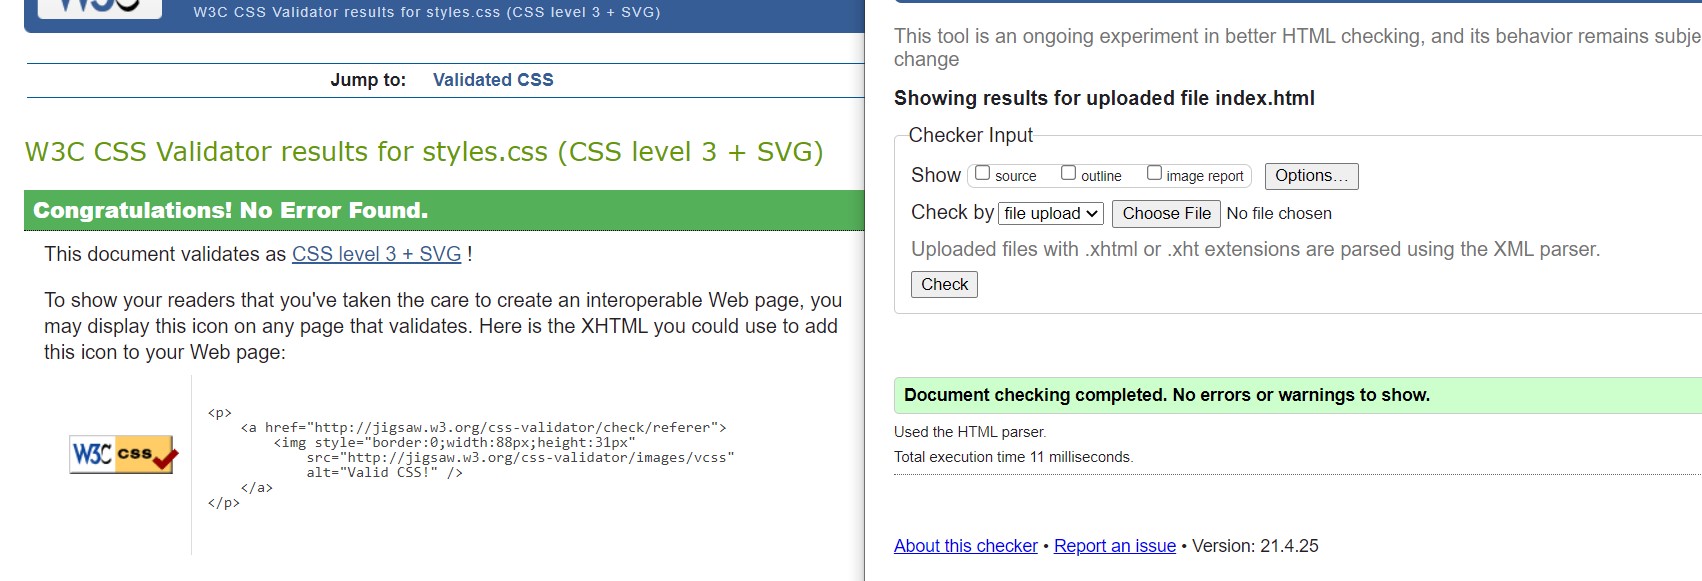 W3C
W3C CSS Validator results for styles.css (CSS level 3 + SVG)
Jump to: Validated CSS
W3C CSS Validator results for styles.css (CSS level 3 + SVG)
Congratulations! No Error Found.
This document validates as CSS level 3 + SVG !
To show your readers that you've taken the care to create an interoperable Web page, you
may display this icon on any page that validates. Here is the XHTML you could use to add
this icon to your Web page:
W3C css
<p>
<a href="http://jigsaw.w3.org/css-validator/check/referer">
<img style="border:0;width:88px;height:31px"
src="http://jigsaw.w3.org/css-validator/images/vcss"
alt="Valid CSS!" />
</a>
</p>
This tool is an ongoing experiment in better HTML checking, and its behavior remains subje
change
Showing results for uploaded file index.html
Checker Input
Show source outline image report Options...
Check by file upload Choose File No file chosen
Uploaded files with .xhtml or .xht extensions are parsed using the XML parser.
Check
Document checking completed. No errors or warnings to show.
Used the HTML parser.
Total execution time 11 milliseconds.
About this checker • Report an issue • Version: 21.4.25